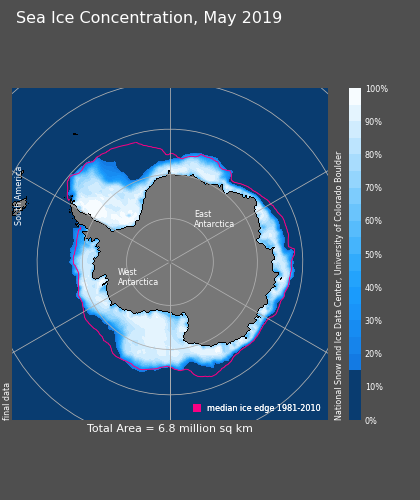 Sea Ice Concentration, May 2019
South America
East
Antarctica
West
Antarctica
final data
median ice edge 1981-2010
Total Area = 6.8 million sq km
National Snow and Ice Data Center, University of Colorado Boulder
100%
90%
80%
70%
60%
50%
40%
30%
20%
10%
0%